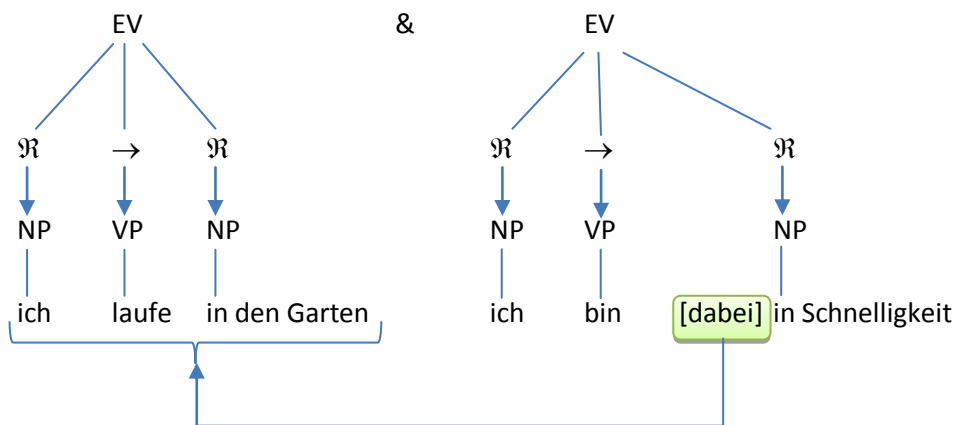 EV & EV
ℜ → ℜ ℜ → ℜ
NP VP NP NP VP NP
ich laufe in den Garten ich bin [dabei] in Schnelligkeit